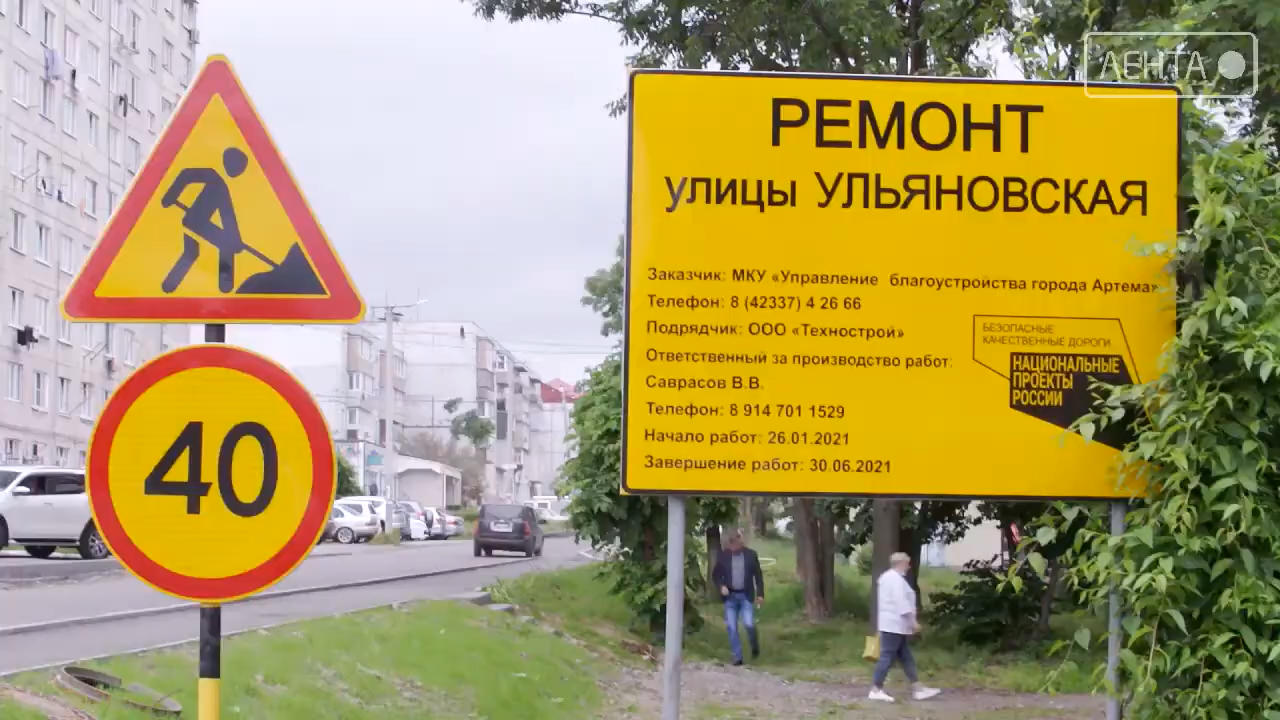 ЛЕНТА
РЕМОНТ
улицы УЛЬЯНОВСКАЯ
Заказчик: МКУ «Управление благоустройства города Артема»
Телефон: 8 (42337) 4 26 66
Подрядчик: ООО «Технострой»
Ответственный за производство работ:
Саврасов В.В.
Телефон: 8 914 701 1529
Начало работ: 26.01.2021
Завершение работ: 30.06.2021
БЕЗОПАСНЫЕ
КАЧЕСТВЕННЫЕ ДОРОГИ
НАЦИОНАЛЬНЫЕ
ПРОЕКТЫ
РОССИИ
40